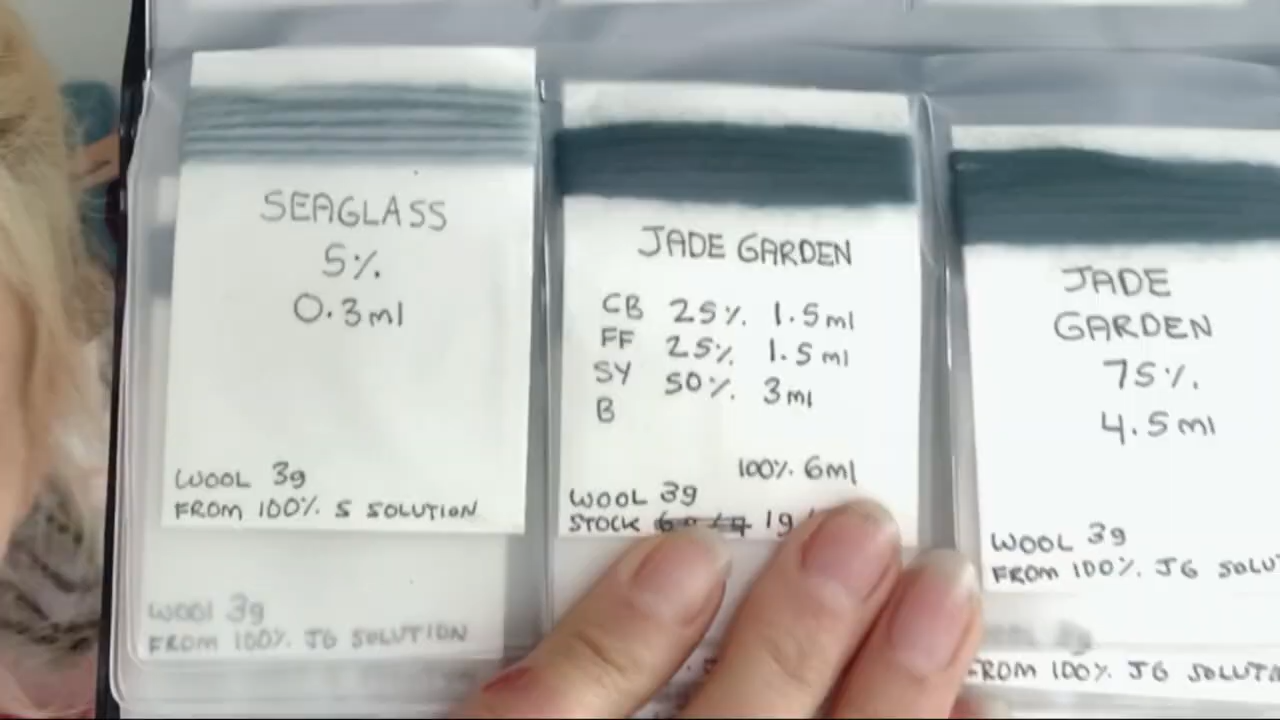 SEAGLASS
5%
0.3ml
WOOL 3g
FROM 100% S SOLUTION
WOOL 3g
FROM 100% JG SOLUTION
JADE GARDEN
CB 25% 1.5ml
FF 25% 1.5ml
SY 50% 3ml
B
100% 6ml
WOOL 3g
STOCK 1g
JADE
GARDEN
75%
4.5ml
WOOL 3g
FROM 100% JG
FROM 100% JG